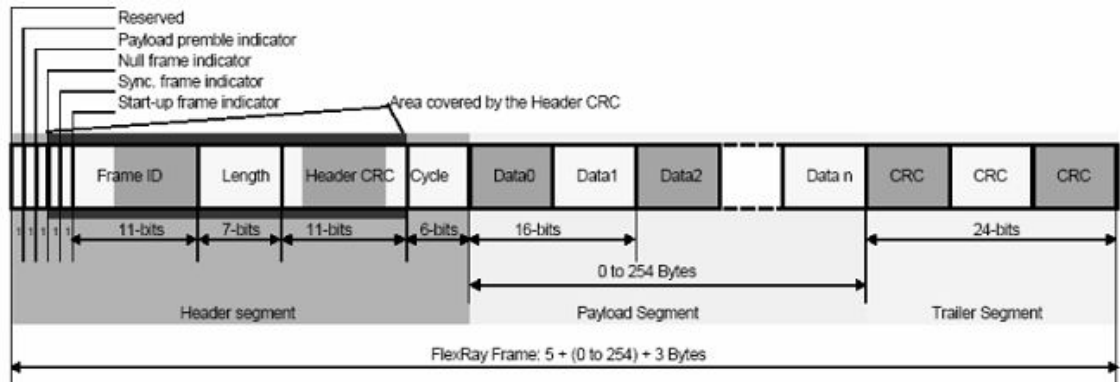 Reserved
Payload premble indicator
Null frame indicator
Sync. frame indicator
Start-up frame indicator
Area covered by the Header CRC
Frame ID Length Header CRC Cycle Data0 Data1 Data2 Data n CRC CRC CRC
1 1 1 1 1 11-bits 7-bits 11-bits 6-bits 16-bits 24-bits
0 to 254 Bytes
Header segment Payload Segment Trailer Segment
FlexRay Frame: 5 + (0 to 254) + 3 Bytes